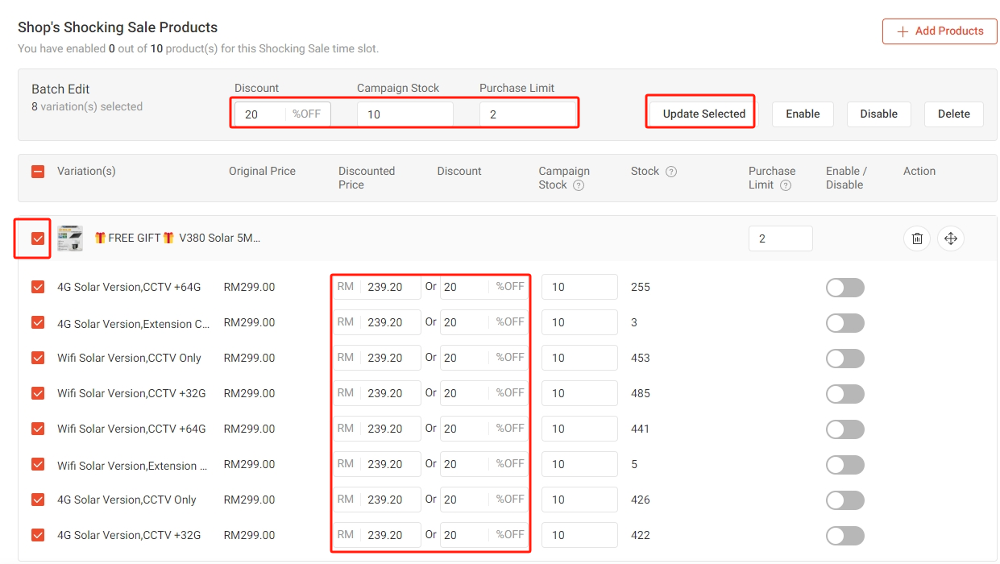 Shop's Shocking Sale Products
You have enabled 0 out of 10 product(s) for this Shocking Sale time slot.
Add Products
Batch Edit
8 variation(s) selected
Discount Campaign Stock Purchase Limit
20 %OFF 10 2
Update Selected Enable Disable Delete
Variation(s) Original Price Discounted Price Discount Campaign Stock ? Stock ? Purchase Limit ? Enable / Disable Action
FREE GIFT V380 Solar 5M... 2
4G Solar Version,CCTV +64G RM299.00 RM 239.20 Or 20 %OFF 10 255
4G Solar Version,Extension C... RM299.00 RM 239.20 Or 20 %OFF 10 3
Wifi Solar Version,CCTV Only RM299.00 RM 239.20 Or 20 %OFF 10 453
Wifi Solar Version,CCTV +32G RM299.00 RM 239.20 Or 20 %OFF 10 485
Wifi Solar Version,CCTV +64G RM299.00 RM 239.20 Or 20 %OFF 10 441
Wifi Solar Version,Extension ... RM299.00 RM 239.20 Or 20 %OFF 10 5
4G Solar Version,CCTV Only RM299.00 RM 239.20 Or 20 %OFF 10 426
4G Solar Version,CCTV +32G RM299.00 RM 239.20 Or 20 %OFF 10 422